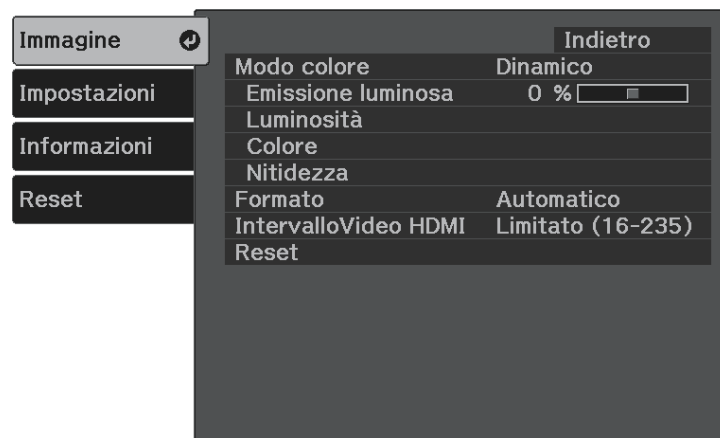 Immagine
Impostazioni
Informazioni
Reset
Indietro
Modo colore Dinamico
Emissione luminosa 0 %
Luminosità
Colore
Nitidezza
Formato Automatico
IntervalloVideo HDMI Limitato (16-235)
Reset